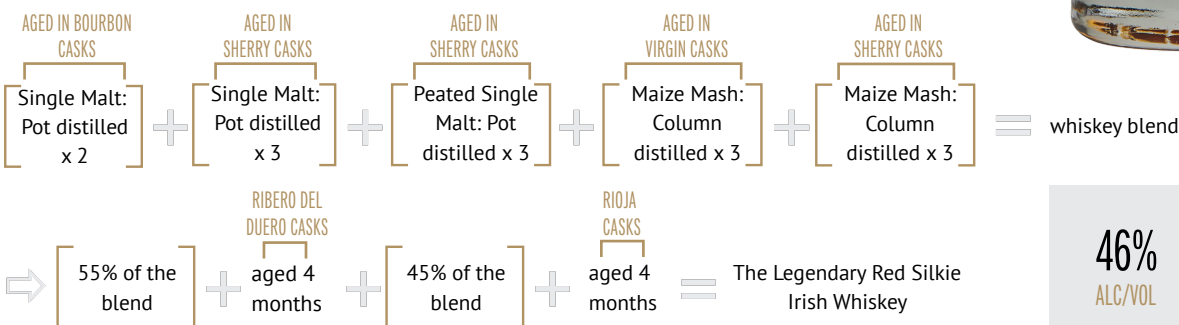 AGED IN BOURBON
CASKS
AGED IN
SHERRY CASKS
AGED IN
SHERRY CASKS
AGED IN
VIRGIN CASKS
AGED IN
SHERRY CASKS
Single Malt:
Pot distilled
x 2
+
Single Malt:
Pot distilled
x 3
+
Peated Single
Malt: Pot
distilled x 3
+
Maize Mash:
Column
distilled x 3
+
Maize Mash:
Column
distilled x 3
=
whiskey blend
RIBERO DEL
DUERO CASKS
RIOJA
CASKS
55% of the
blend
+
aged 4
months
+
45% of the
blend
+
aged 4
months
=
The Legendary Red Silkie
Irish Whiskey
46%
ALC/VOL